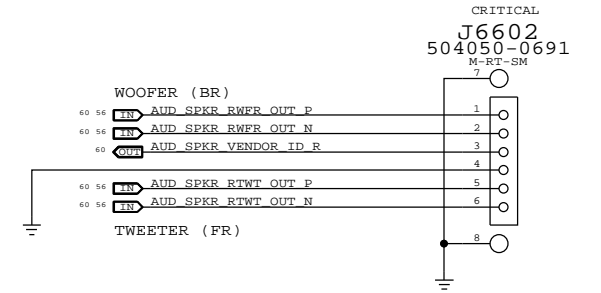 CRITICAL
J6602
504050-0691
M-RT-SM
7
WOOFER (BR)
60 56 IN AUD_SPKR_RWFR_OUT_P 1
60 56 IN AUD_SPKR_RWFR_OUT_N 2
60 OUT AUD_SPKR_VENDOR_ID_R 3
4
60 56 IN AUD_SPKR_RTWT_OUT_P 5
60 56 IN AUD_SPKR_RTWT_OUT_N 6
TWEETER (FR)
8